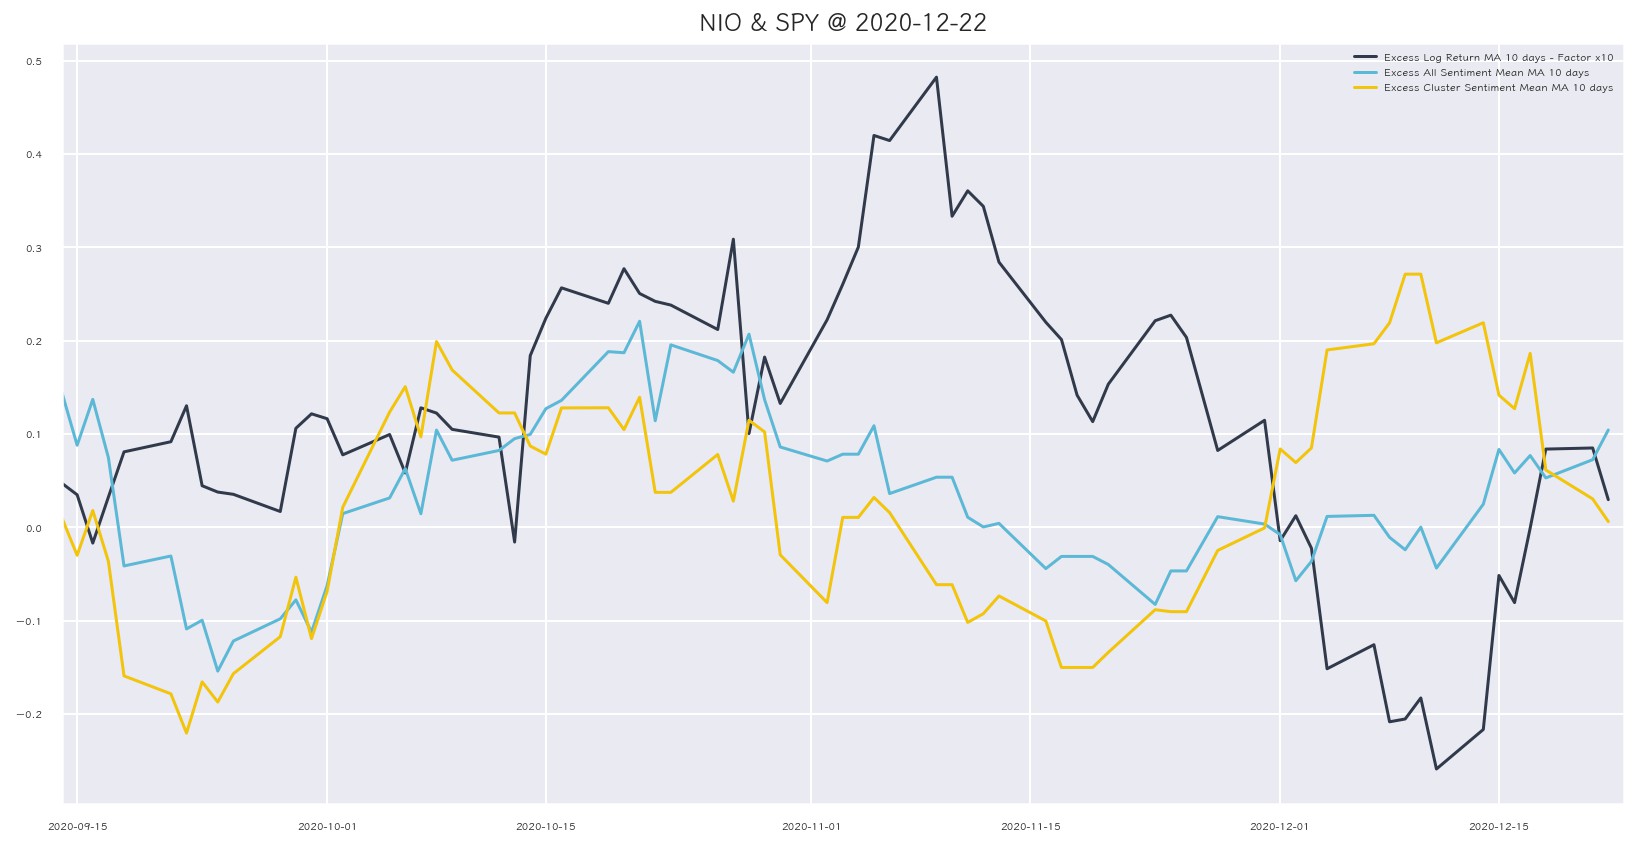 NIO & SPY @ 2020-12-22
Excess Log Return MA 10 days - Factor x10
Excess All Sentiment Mean MA 10 days
Excess Cluster Sentiment Mean MA 10 days
0.5
0.4
0.3
0.2
0.1
0.0
−0.1
−0.2
2020-09-15 2020-10-01 2020-10-15 2020-11-01 2020-11-15 2020-12-01 2020-12-15